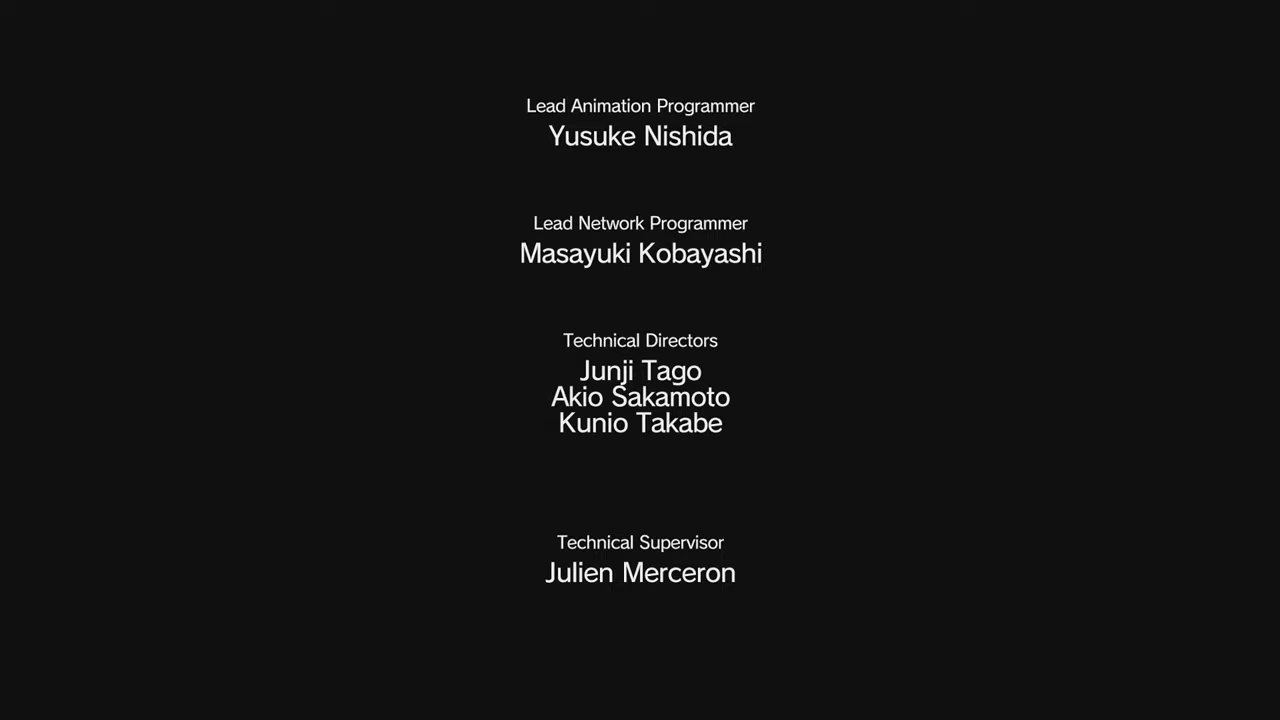 Lead Animation Programmer
Yusuke Nishida
Lead Network Programmer
Masayuki Kobayashi
Technical Directors
Junji Tago
Akio Sakamoto
Kunio Takabe
Technical Supervisor
Julien Merceron